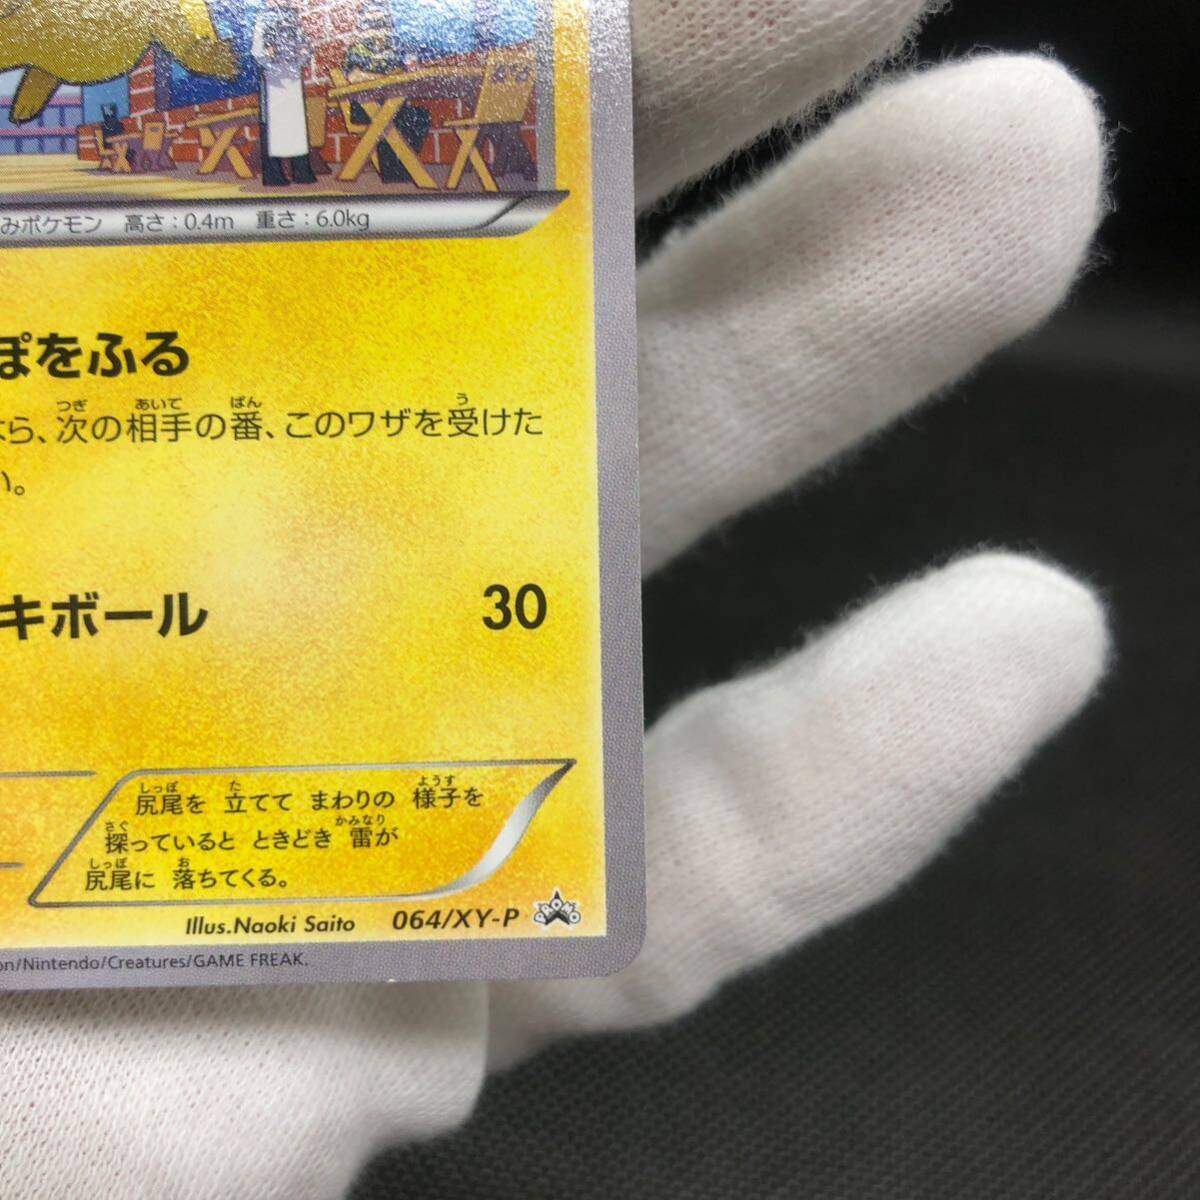 みポケモン 高さ:0.4m 重さ:6.0kg
ぽをふる
なら、次の相手の番、このワザを受けた
い。
キボール 30
尻尾を 立てて まわりの 様子を
探っていると ときどき 雷が
尻尾に 落ちてくる。
Illus.Naoki Saito 064/XY-P PROMO
on/Nintendo/Creatures/GAME FREAK.